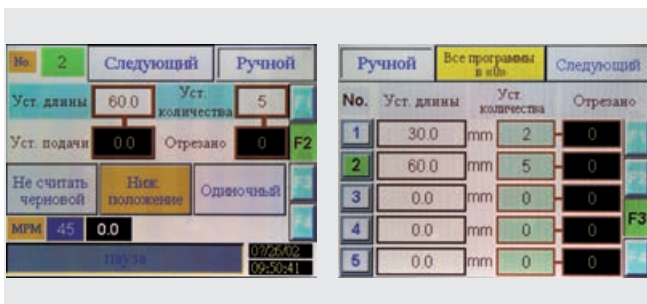 No. 2 Следующий Ручной
Уст. длины 60.0 Уст. количества 5
Уст. подачи 0.0 Отрезано 0 F2
Не считать черновой Ниж. положение Одиночный
MPM 45 0.0
пауза 07/26/02
09:50:41
Ручной Все программы в «0» Следующий
No. Уст. длины Уст. количества Отрезано
1 30.0 mm 2 0
2 60.0 mm 5 0
3 0.0 mm 0 0
4 0.0 mm 0 0 F3
5 0.0 mm 0 0